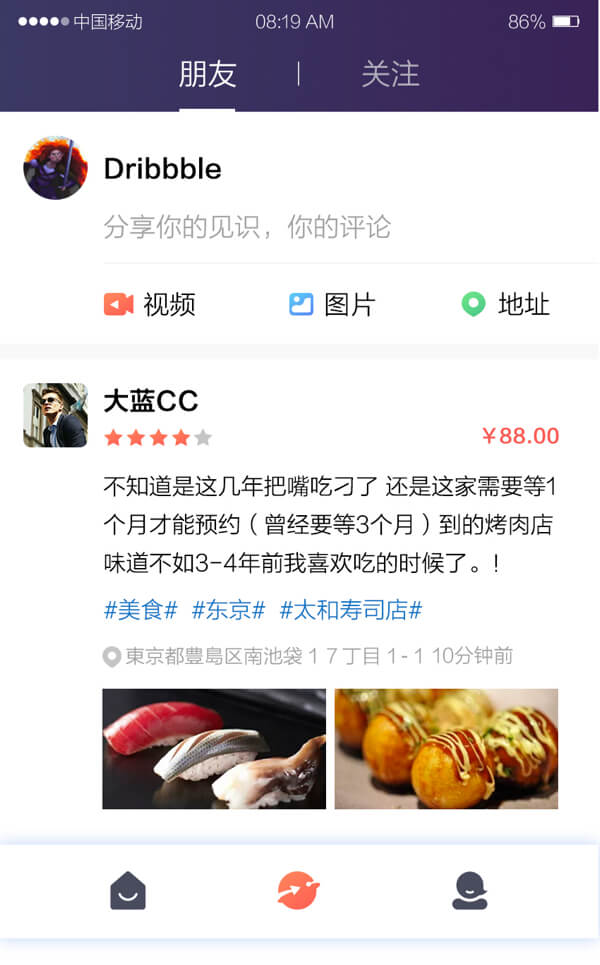 中国移动 08:19 AM 86%
朋友 | 关注
Dribbble
分享你的见识，你的评论
视频 图片 地址
大蓝CC
￥88.00
不知道是这几年把嘴吃刁了 还是这家需要等1
个月才能预约（曾经要等3个月）到的烤肉店
味道不如3-4年前我喜欢吃的时候了。!
#美食# #东京# #太和寿司店#
東京都豊島区南池袋１７丁目１-１10分钟前